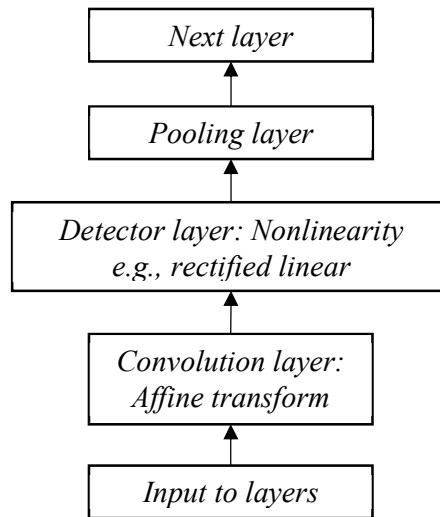 Next layer
Pooling layer
Detector layer: Nonlinearity
e.g., rectified linear
Convolution layer:
Affine transform
Input to layers